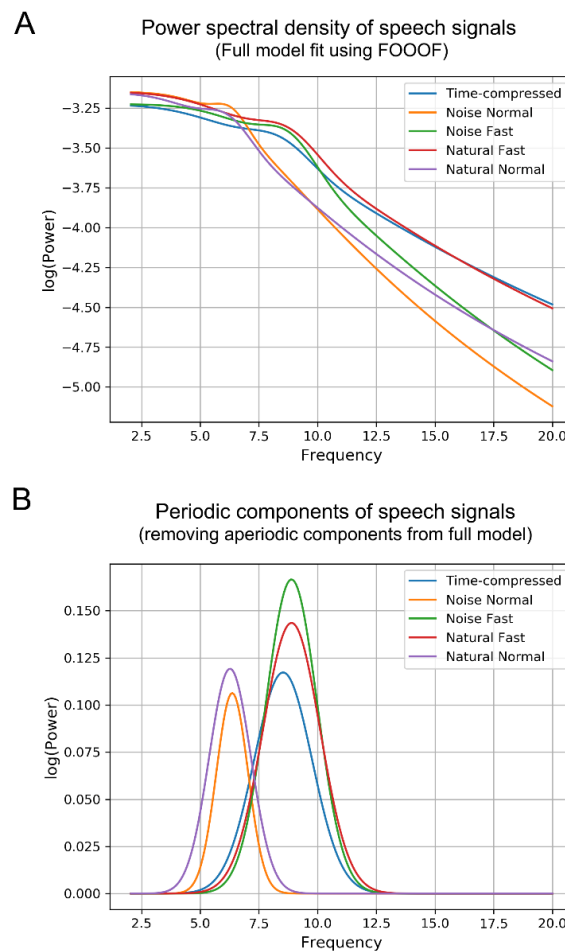 A
Power spectral density of speech signals
(Full model fit using FOOOF)
Time-compressed
Noise Normal
Noise Fast
Natural Fast
Natural Normal
log(Power)
−3.25
−3.50
−3.75
−4.00
−4.25
−4.50
−4.75
−5.00
2.5 5.0 7.5 10.0 12.5 15.0 17.5 20.0
Frequency
B
Periodic components of speech signals
(removing aperiodic components from full model)
Time-compressed
Noise Normal
Noise Fast
Natural Fast
Natural Normal
log(Power)
0.150
0.125
0.100
0.075
0.050
0.025
0.000
2.5 5.0 7.5 10.0 12.5 15.0 17.5 20.0
Frequency